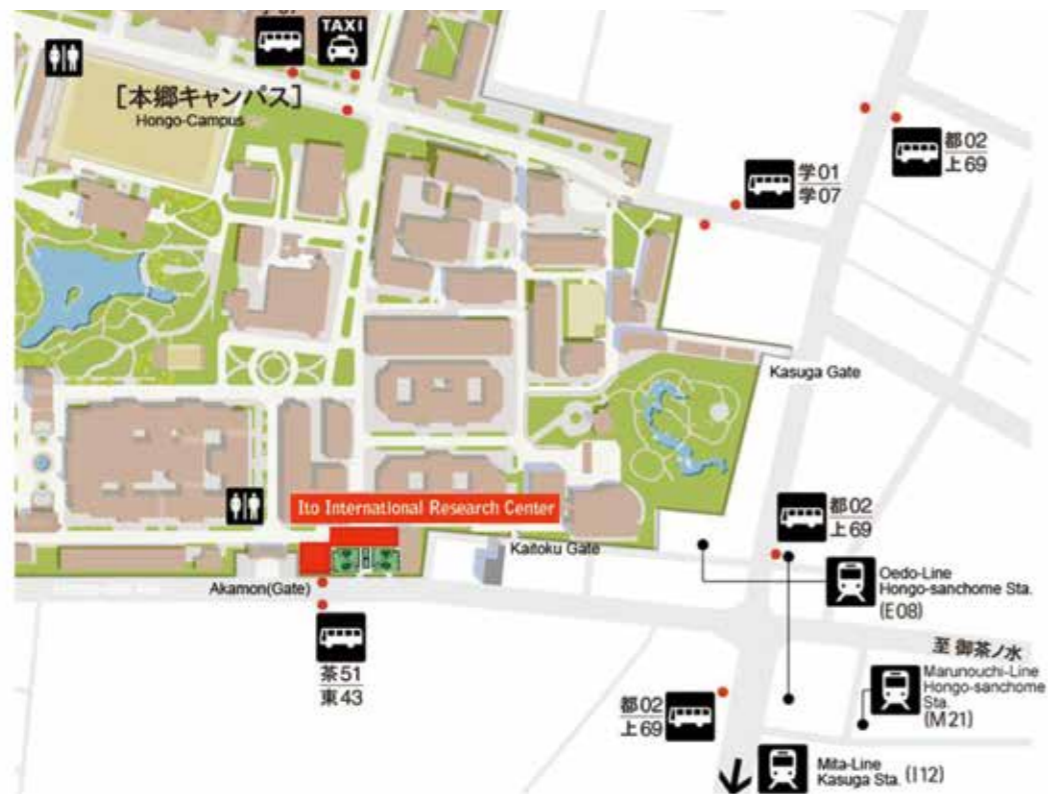 TAXI
[本郷キャンパス]
Hongo-Campus
都02
上69
学01
学07
Kasuga Gate
Ito International Research Center
都02
上69
Kaitoku Gate
Akamon(Gate)
Oedo-Line
Hongo-sanchome Sta.
(E08)
茶51
東43
至 御茶ノ水
Marunouchi-Line
Hongo-sanchome
Sta.
(M21)
都02
上69
Mita-Line
Kasuga Sta. (I12)